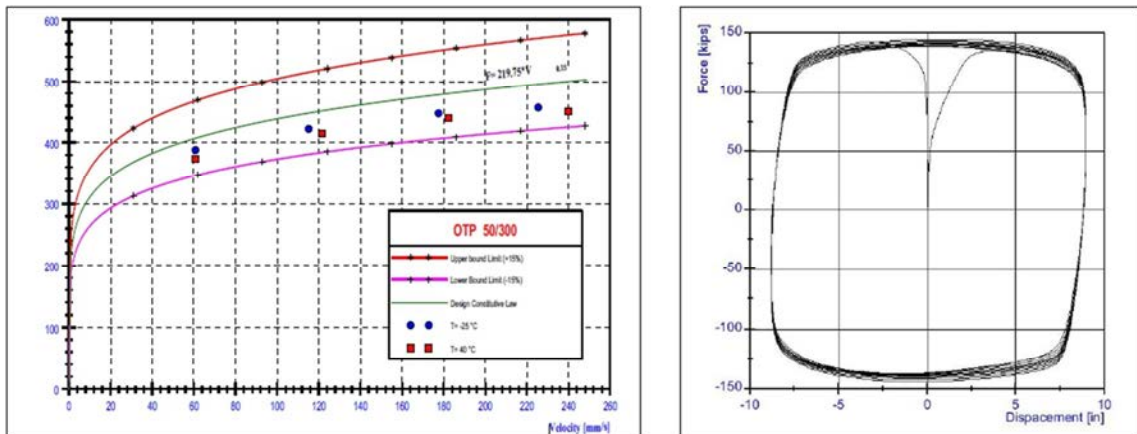 600
500
400
300
200
100
0
0 20 40 60 80 100 120 140 160 180 200 220 240 260
Velocity [mm/s]
F= 219.75*V
OTP 50/300
Upper bound Limit (+15%)
Lower Bound Limit (-15%)
Design Constitutive Law
T= -25 °C
T= 40 °C
Force [kips]
150
100
50
0
-50
-100
-150
-10 -5 0 5 10
Dispacement [in]